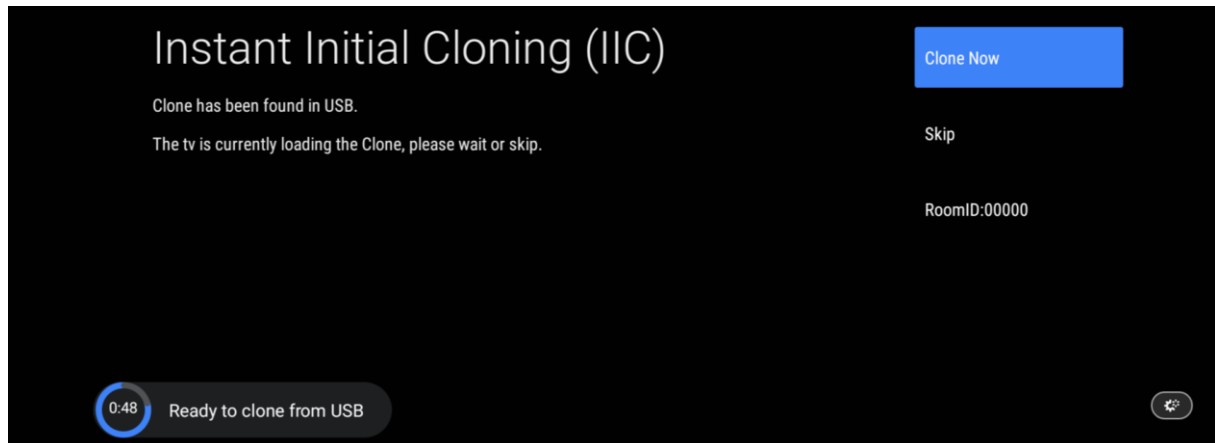 Instant Initial Cloning (IIC)
Clone has been found in USB.
The tv is currently loading the Clone, please wait or skip.
Clone Now
Skip
RoomID:00000
0:48
Ready to clone from USB